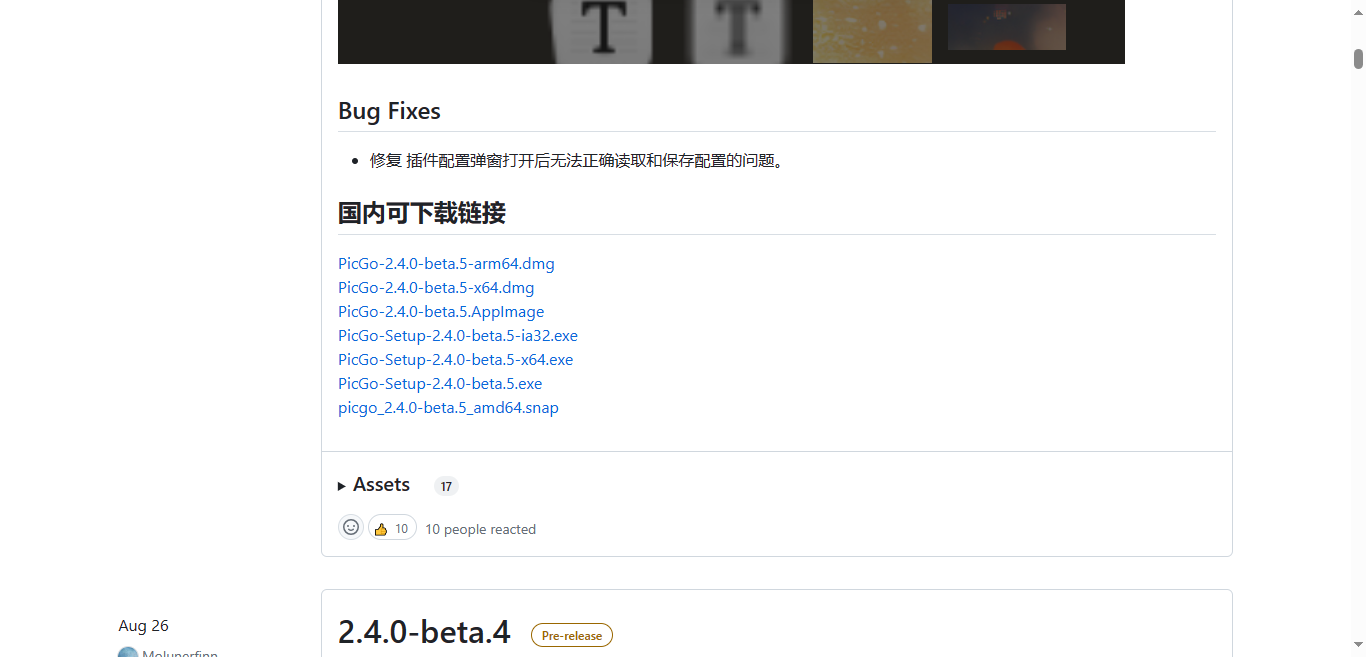 T T
Bug Fixes
修复 插件配置弹窗打开后无法正确读取和保存配置的问题。
国内可下载链接
PicGo-2.4.0-beta.5-arm64.dmg
PicGo-2.4.0-beta.5-x64.dmg
PicGo-2.4.0-beta.5.AppImage
PicGo-Setup-2.4.0-beta.5-ia32.exe
PicGo-Setup-2.4.0-beta.5-x64.exe
PicGo-Setup-2.4.0-beta.5.exe
picgo_2.4.0-beta.5_amd64.snap
Assets 17
10 10 people reacted
Aug 26
2.4.0-beta.4 Pre-release
Molunerfinn